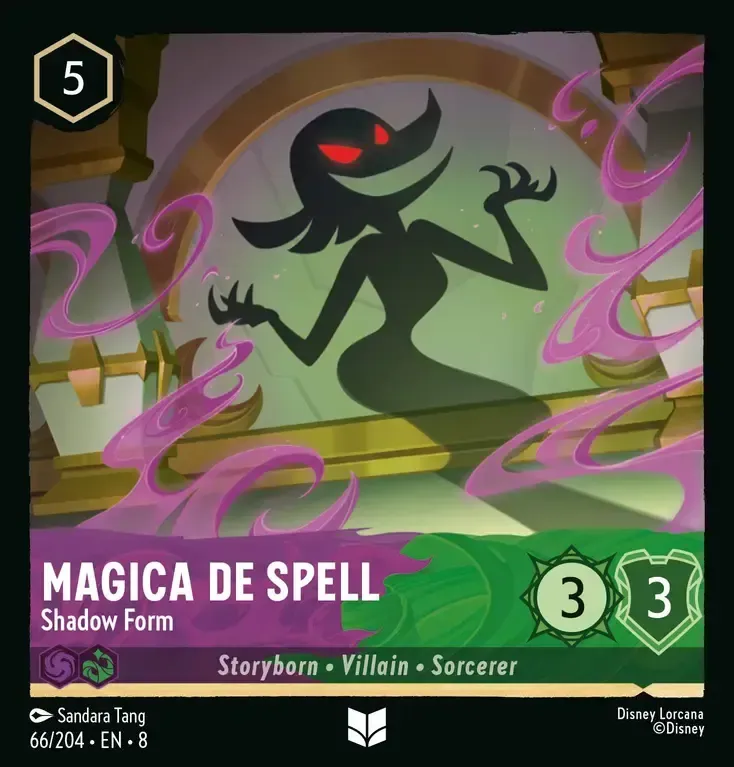 5
MAGICA DE SPELL
Shadow Form
3
3
Storyborn • Villain • Sorcerer
Sandara Tang
66/204 • EN • 8
Disney Lorcana
©Disney